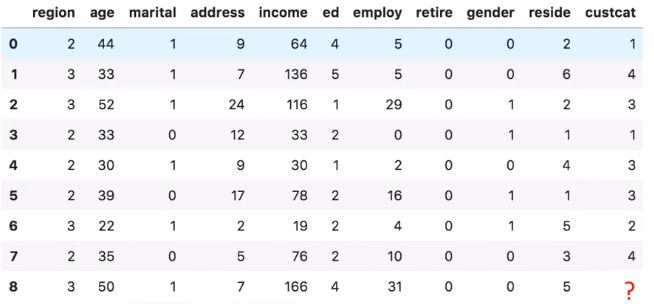 region age marital address income ed employ retire gender reside custcat
0 2 44 1 9 64 4 5 0 0 2 1
1 3 33 1 7 136 5 5 0 0 6 4
2 3 52 1 24 116 1 29 0 1 2 3
3 2 33 0 12 33 2 0 0 1 1 1
4 2 30 1 9 30 1 2 0 0 4 3
5 2 39 0 17 78 2 16 0 1 1 3
6 3 22 1 2 19 2 4 0 1 5 2
7 2 35 0 5 76 2 10 0 0 3 4
8 3 50 1 7 166 4 31 0 0 5 ?